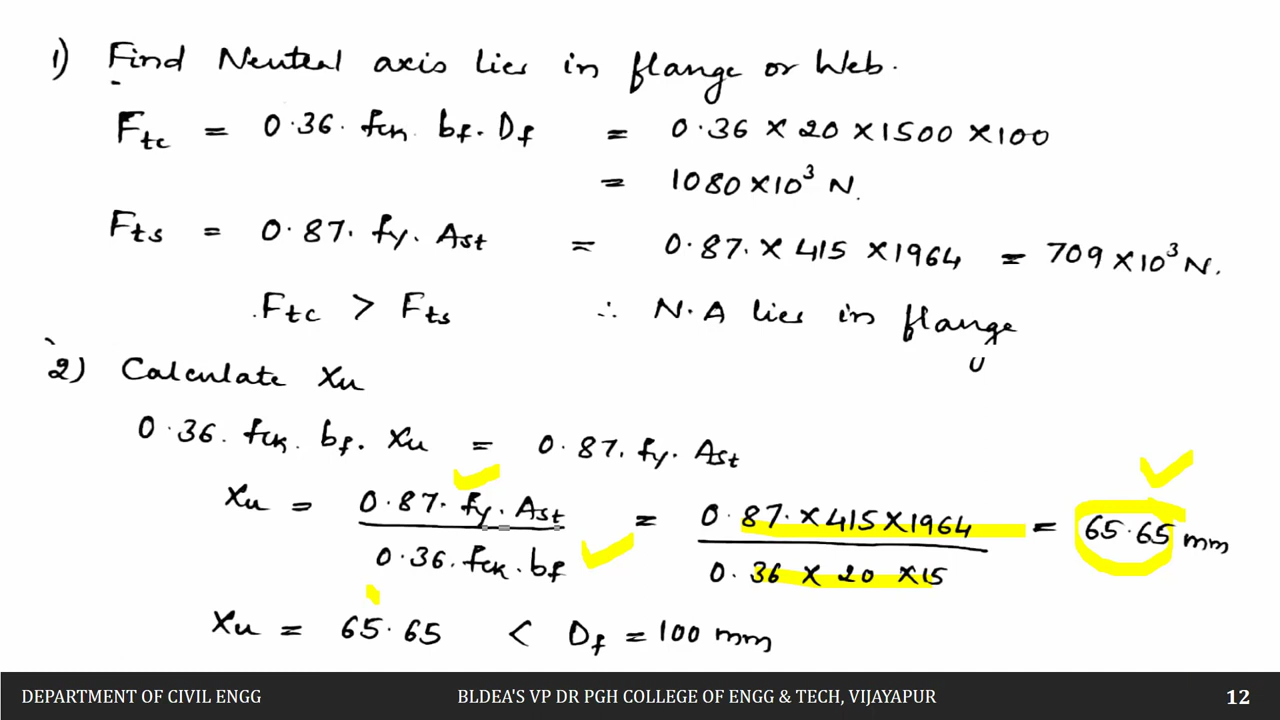 1) Find Neutral axis lies in flange or Web.
Ftc = 0.36. fck bf. Df = 0.36 × 20 × 1500 × 100
= 1080 × 10³ N.
Fts = 0.87. fy. Ast = 0.87. × 415 × 1964 = 709 × 10³ N.
Ftc > Fts ∴ N.A lies in flange
2) Calculate Xu
0.36. fck. bf. Xu = 0.87. fy. Ast
Xu = 0.87. fy. Ast / 0.36. fck. bf = 0.87. × 415 × 1964 / 0.36 × 20 × 15 = 65.65 mm
Xu = 65.65 < Df = 100 mm
DEPARTMENT OF CIVIL ENGG BLDEA'S VP DR PGH COLLEGE OF ENGG & TECH, VIJAYAPUR 12